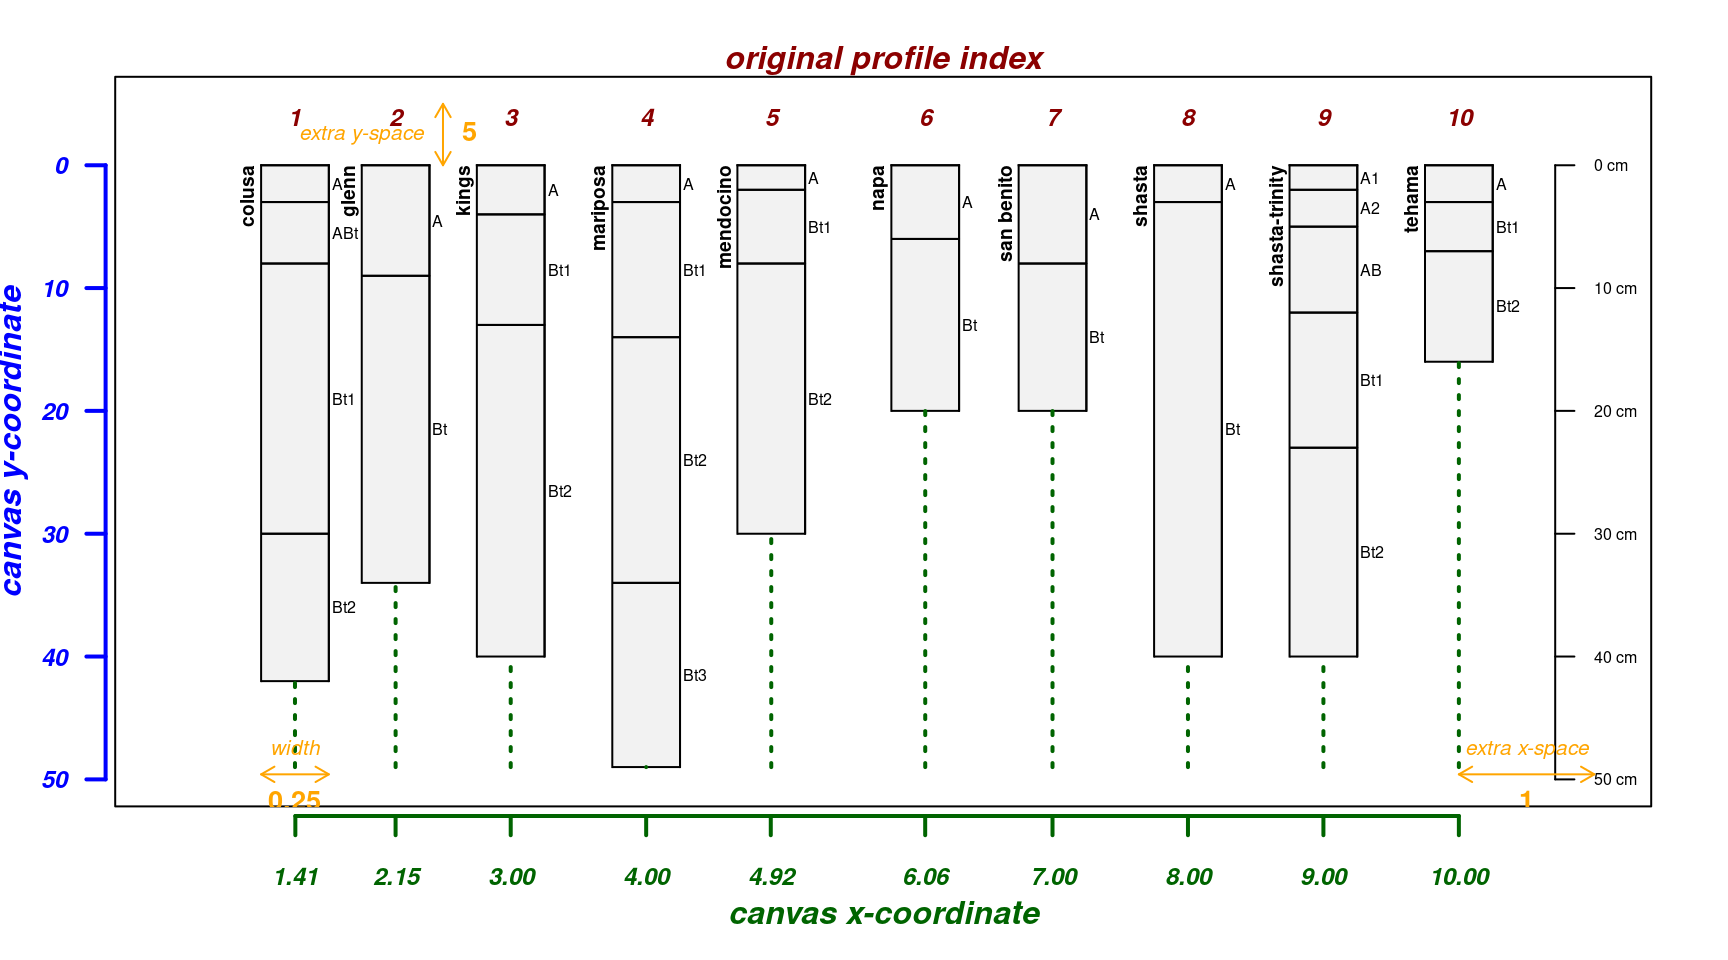 original profile index
1 2 3 4 5 6 7 8 9 10
extra y-space 5
canvas y-coordinate
0
10
20
30
40
50
colusa
A
ABt
Bt1
Bt2
glenn
A
Bt
kings
A
Bt1
Bt2
mariposa
A
Bt1
Bt2
Bt3
mendocino
A
Bt1
Bt2
napa
A
Bt
san benito
A
Bt
shasta
A
Bt
shasta-trinity
A1
A2
AB
Bt1
Bt2
tehama
A
Bt1
Bt2
0 cm
10 cm
20 cm
30 cm
40 cm
50 cm
width
0.25
extra x-space
1
1.41 2.15 3.00 4.00 4.92 6.06 7.00 8.00 9.00 10.00
canvas x-coordinate